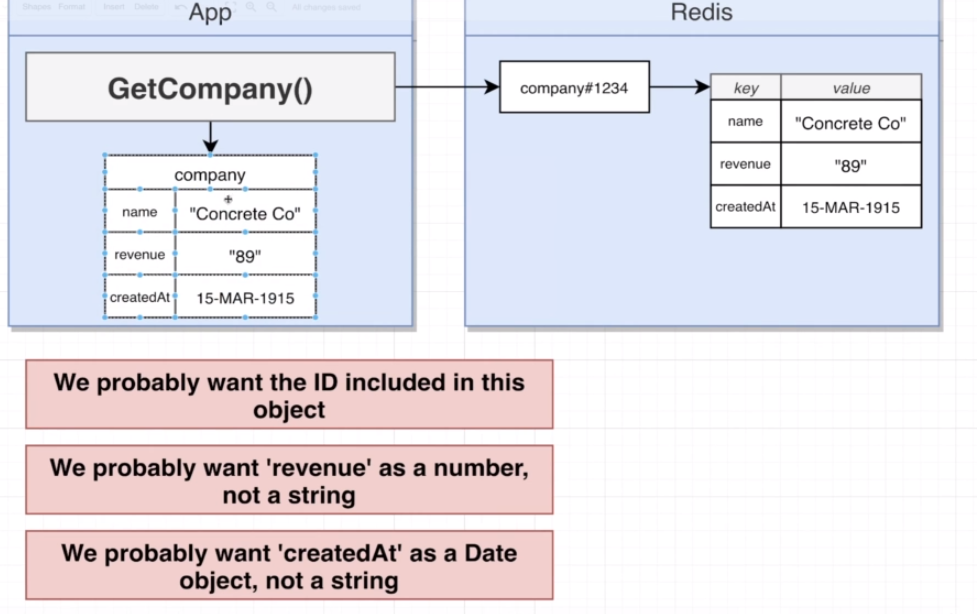 Shapes Format Insert Delete All changes saved
App
Redis
GetCompany()
company#1234
key value
name "Concrete Co"
revenue "89"
createdAt 15-MAR-1915
company
name "Concrete Co"
revenue "89"
createdAt 15-MAR-1915
We probably want the ID included in this
object
We probably want 'revenue' as a number,
not a string
We probably want 'createdAt' as a Date
object, not a string